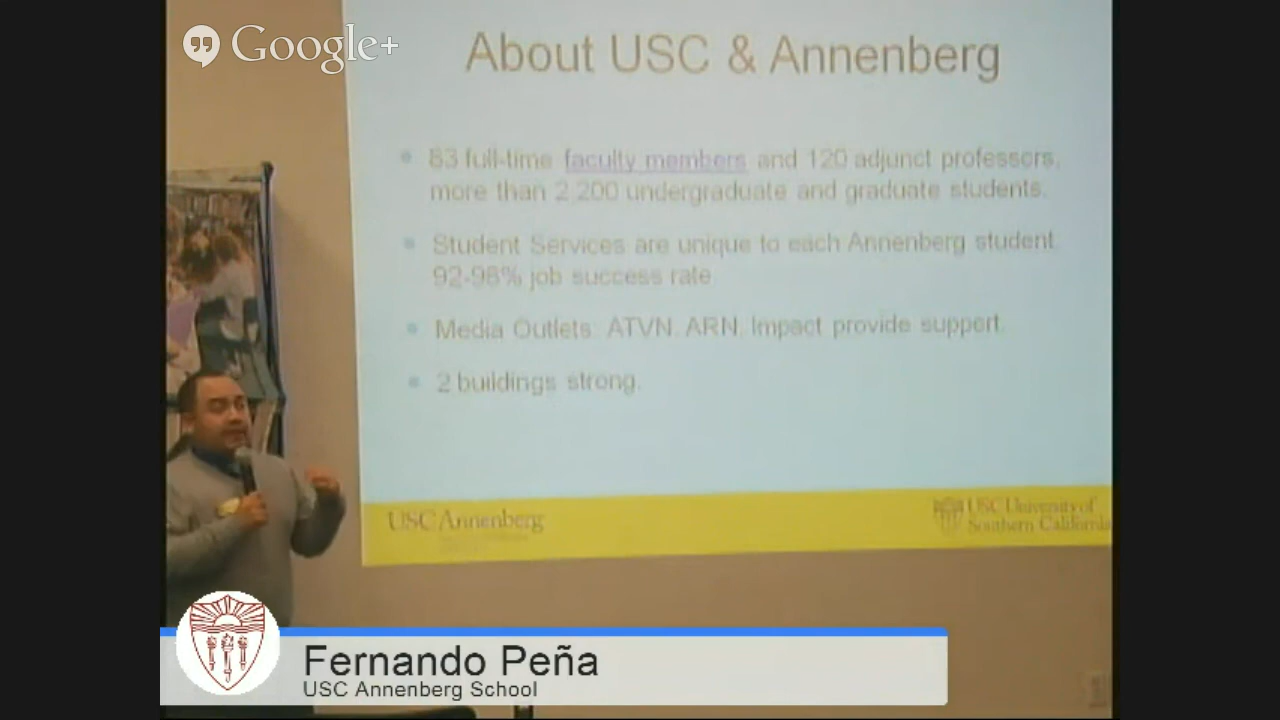 Google+
About USC & Annenberg
83 full-time faculty members and 120 adjunct professors,
more than 2,200 undergraduate and graduate students.
Student Services are unique to each Annenberg student
92-98% job success rate
Media Outlets: ATVN, ARN, Impact provide support.
2 buildings strong.
USC Annenberg
USC University of
Southern California
Fernando Peña
USC Annenberg School